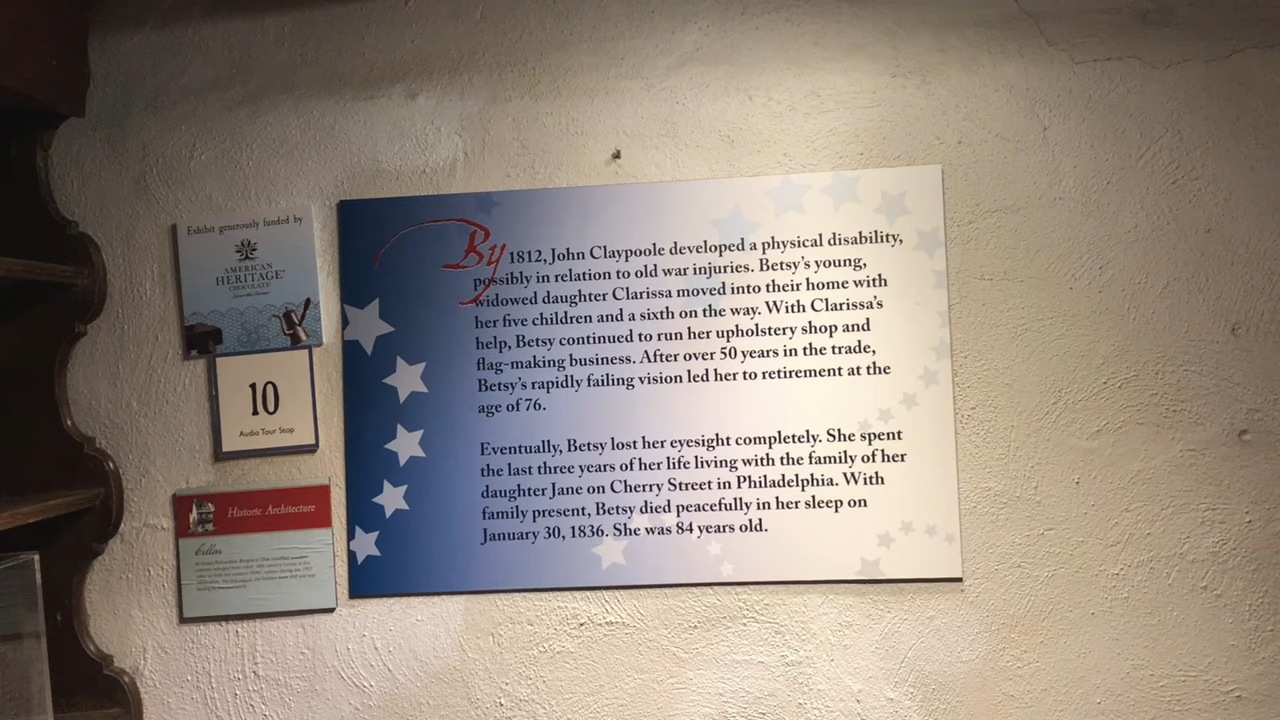 Exhibit generously funded by
AMERICAN
HERITAGE
CHOCOLATE
10
Audio Tour Stop
Historic Architecture
Cellar
By 1812, John Claypoole developed a physical disability,
possibly in relation to old war injuries. Betsy's young,
widowed daughter Clarissa moved into their home with
her five children and a sixth on the way. With Clarissa's
help, Betsy continued to run her upholstery shop and
flag-making business. After over 50 years in the trade,
Betsy's rapidly failing vision led her to retirement at the
age of 76.
Eventually, Betsy lost her eyesight completely. She spent
the last three years of her life living with the family of her
daughter Jane on Cherry Street in Philadelphia. With
family present, Betsy died peacefully in her sleep on
January 30, 1836. She was 84 years old.